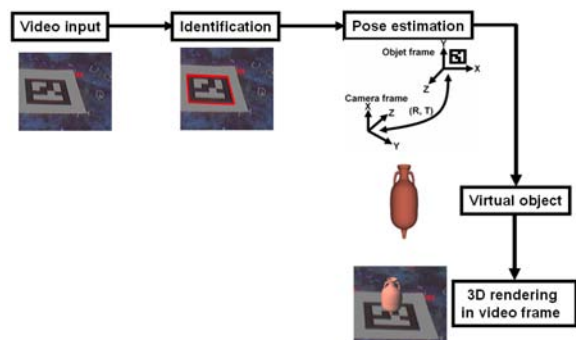 Video input
Identification
Pose estimation
Objet frame
Y
X
Z
Camera frame
(R, T)
X
Z
Y
Virtual object
3D rendering
in video frame